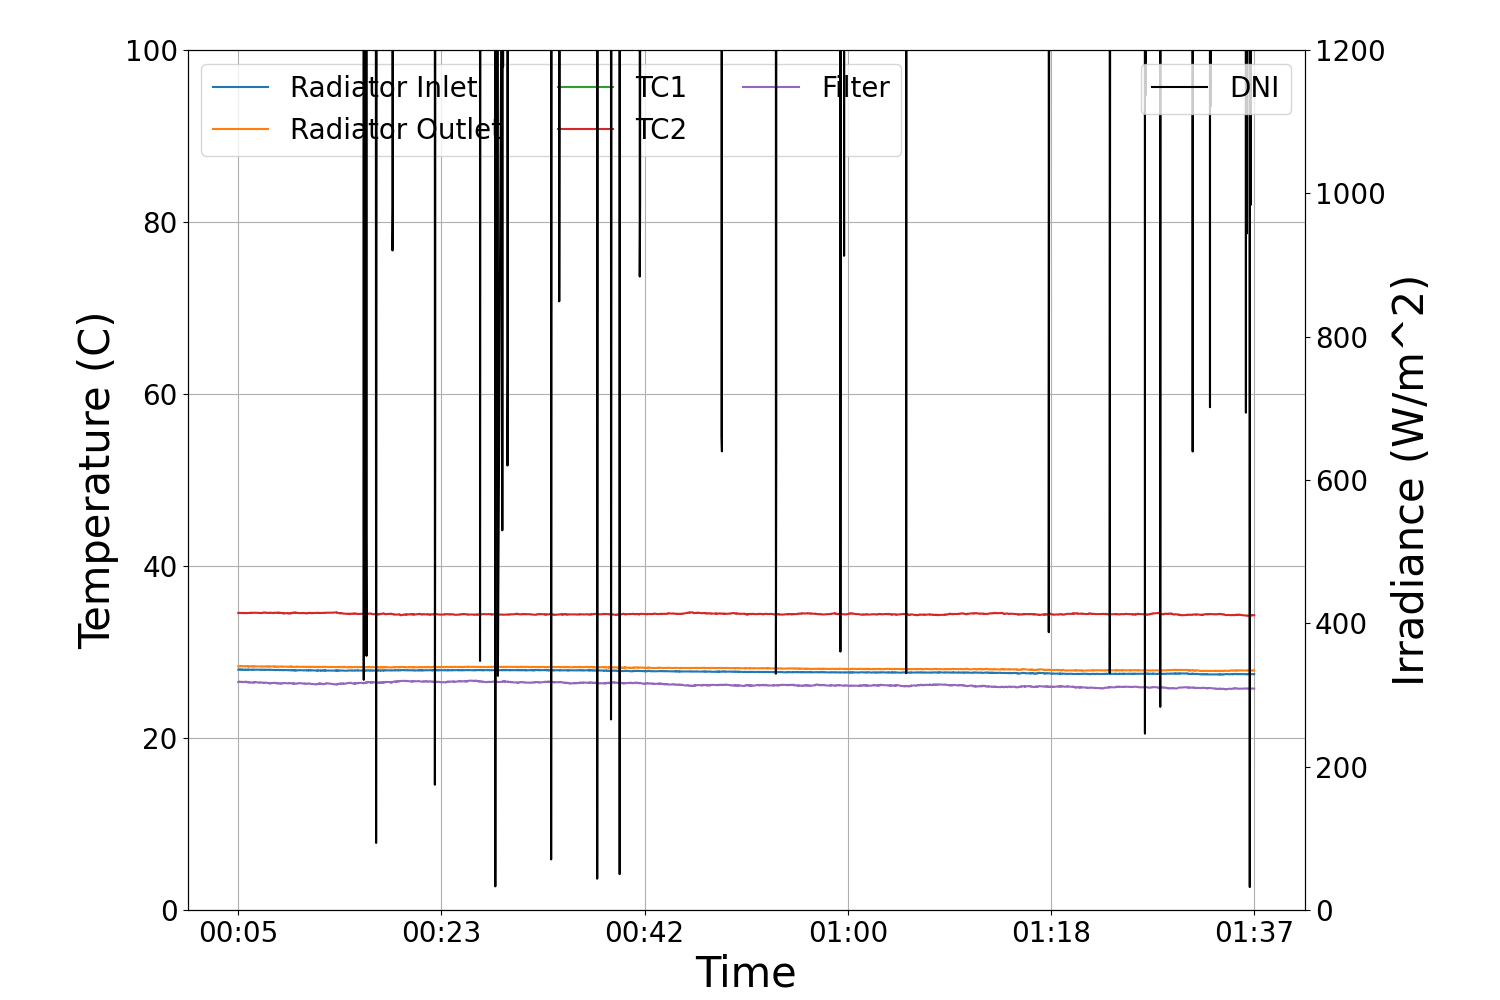 100
80
60
40
20
0
Temperature (C)
Radiator Inlet
Radiator Outlet
TC1
TC2
Filter
DNI
1200
1000
800
600
400
200
0
Irradiance (W/m^2)
00:05 00:23 00:42 01:00 01:18 01:37
Time